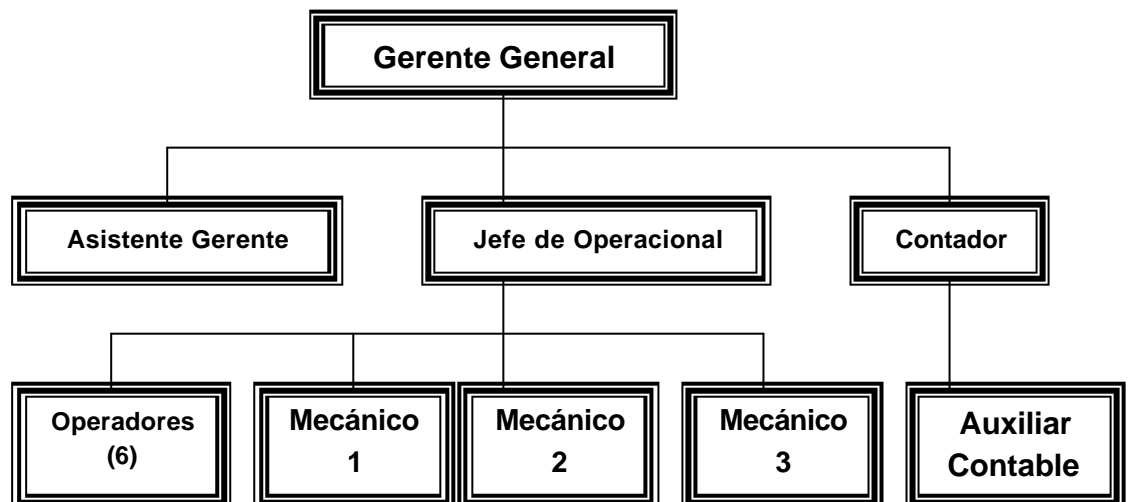 Gerente General
Asistente Gerente
Jefe de Operacional
Contador
Operadores
(6)
Mecánico
1
Mecánico
2
Mecánico
3
Auxiliar
Contable